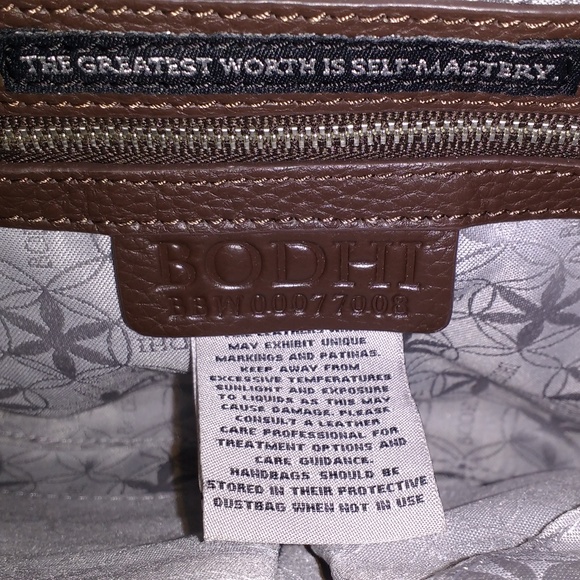 THE GREATEST WORTH IS SELF-MASTERY.
BODHI
BBW 00077008
MAY EXHIBIT UNIQUE
MARKINGS AND PATINAS.
KEEP AWAY FROM
EXCESSIVE TEMPERATURES
SUNLIGHT AND EXPOSURE
TO LIQUIDS AS THIS MAY
CAUSE DAMAGE. PLEASE
CONSULT A LEATHER
CARE PROFESSIONAL FOR
TREATMENT OPTIONS AND
CARE GUIDANCE.
HANDBAGS SHOULD BE
STORED IN THEIR PROTECTIVE
DUSTBAG WHEN NOT IN USE